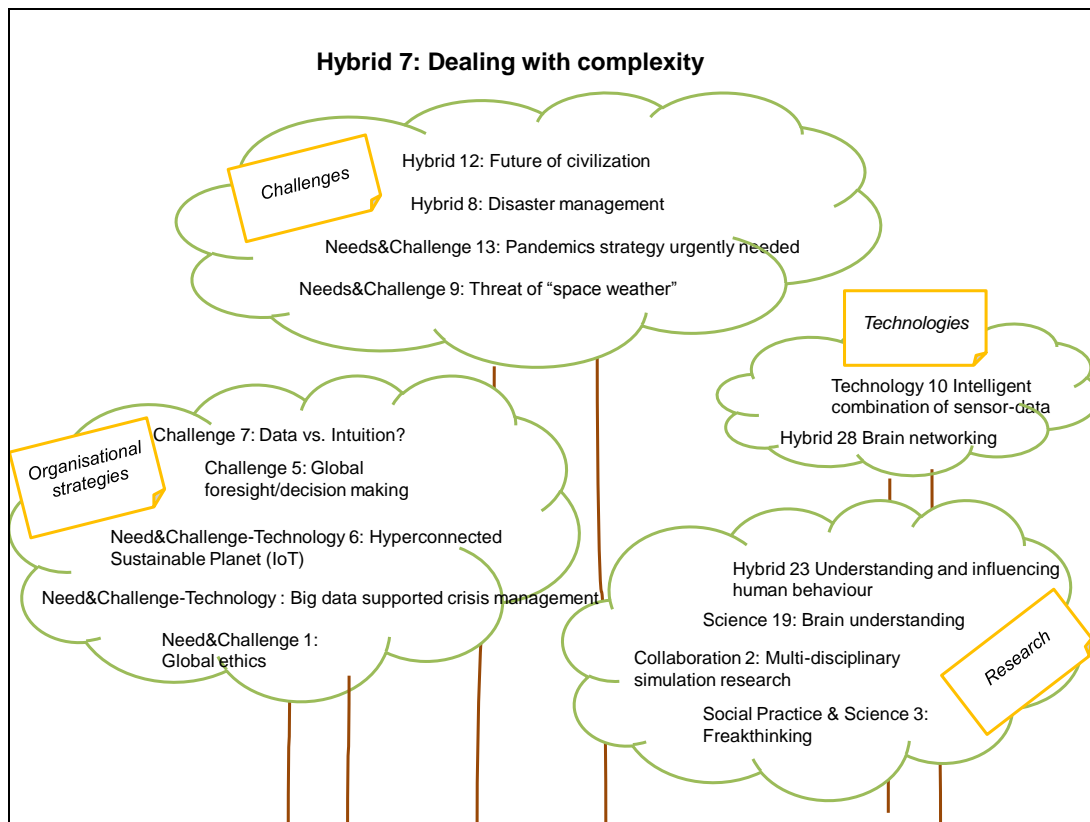 Hybrid 7: Dealing with complexity
Challenges
Hybrid 12: Future of civilization
Hybrid 8: Disaster management
Needs&Challenge 13: Pandemics strategy urgently needed
Needs&Challenge 9: Threat of “space weather”
Technologies
Technology 10 Intelligent
combination of sensor-data
Hybrid 28 Brain networking
Organisational
strategies
Challenge 7: Data vs. Intuition?
Challenge 5: Global
foresight/decision making
Need&Challenge-Technology 6: Hyperconnected
Sustainable Planet (IoT)
Need&Challenge-Technology : Big data supported crisis management
Need&Challenge 1:
Global ethics
Hybrid 23 Understanding and influencing
human behaviour
Science 19: Brain understanding
Collaboration 2: Multi-disciplinary
simulation research
Social Practice & Science 3:
Freakthinking
Research